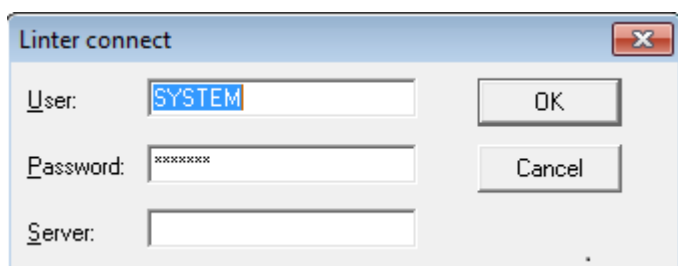 Linter connect
User: SYSTEM OK
Password: ******* Cancel
Server: